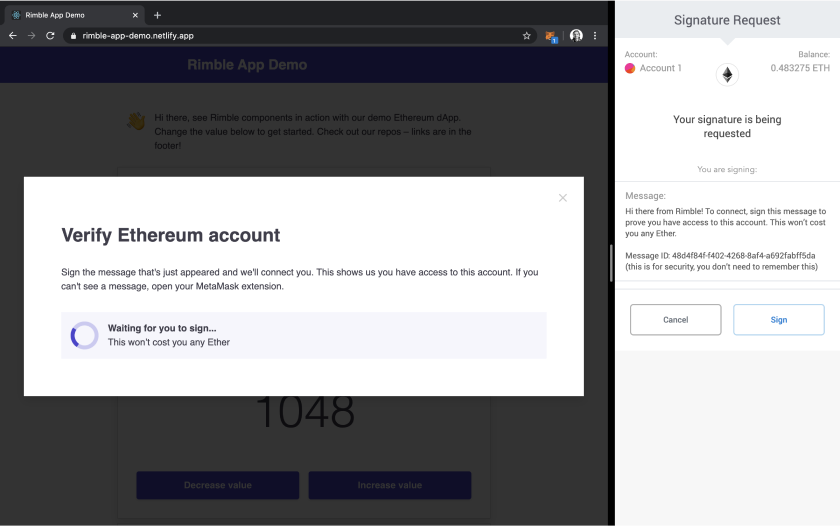 Rimble App Demo
rimble-app-demo.netlify.app
1
Rimble App Demo
Hi there, see Rimble components in action with our demo Ethereum dApp.
Change the value below to get started. Check out our repos – links are in the
footer!
Verify Ethereum account
Sign the message that's just appeared and we'll connect you. This shows us you have access to this account. If you
can't see a message, open your MetaMask extension.
Waiting for you to sign...
This won't cost you any Ether
1048
Decrease value
Increase value
Signature Request
Account:
Balance:
Account 1
0.483275 ETH
Your signature is being
requested
You are signing:
Message:
Hi there from Rimble! To connect, sign this message to
prove you have access to this account. This won't cost
you any Ether.
Message ID: 48d4f84f-f402-4268-8af4-a692fabff5da
(this is for security, you don't need to remember this)
Cancel
Sign